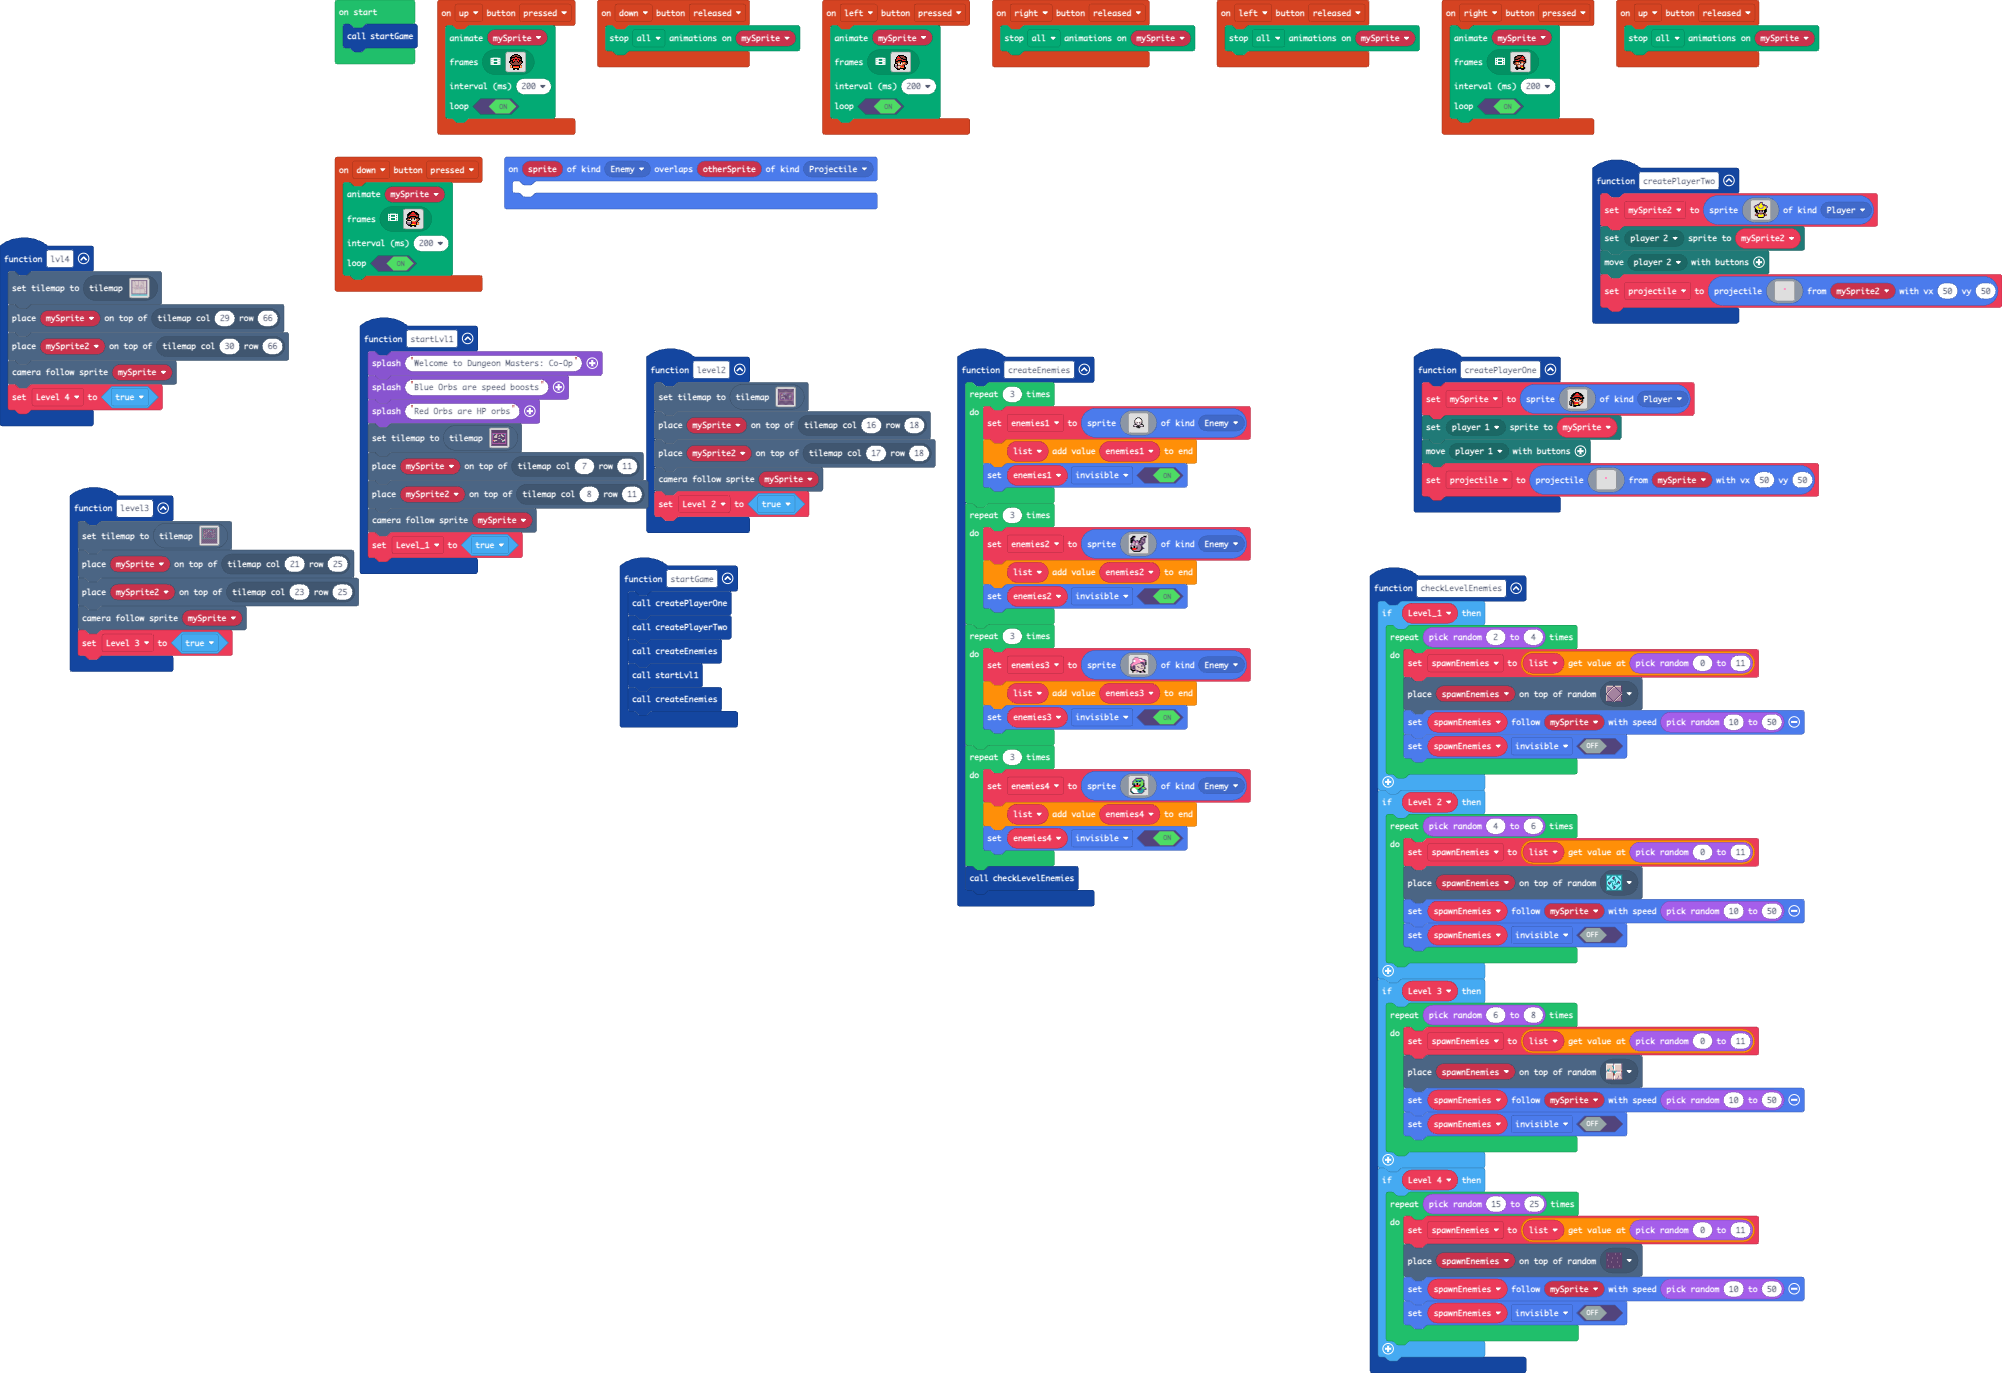 on start
call startGame
on up button pressed
animate mySprite
frames
interval (ms) 200
loop ON
on down button released
stop all animations on mySprite
on left button pressed
animate mySprite
frames
interval (ms) 200
loop ON
on right button released
stop all animations on mySprite
on left button released
stop all animations on mySprite
on right button pressed
animate mySprite
frames
interval (ms) 200
loop ON
on up button released
stop all animations on mySprite
on down button pressed
animate mySprite
frames
interval (ms) 200
loop ON
on sprite of kind Enemy overlaps otherSprite of kind Projectile
function createPlayerTwo
set mySprite2 to sprite of kind Player
set player 2 sprite to mySprite2
move player 2 with buttons
set projectile to projectile from mySprite2 with vx 50 vy 50
function lvl4
set tilemap to tilemap
place mySprite on top of tilemap col 29 row 66
place mySprite2 on top of tilemap col 30 row 66
camera follow sprite mySprite
set Level 4 to true
function startLvl1
splash "Welcome to Dungeon Masters: Co-Op"
splash "Blue Orbs are speed boosts"
splash "Red Orbs are HP orbs"
set tilemap to tilemap
place mySprite on top of tilemap col 7 row 11
place mySprite2 on top of tilemap col 8 row 11
camera follow sprite mySprite
set Level_1 to true
function level2
set tilemap to tilemap
place mySprite on top of tilemap col 16 row 18
place mySprite2 on top of tilemap col 17 row 18
camera follow sprite mySprite
set Level 2 to true
function createEnemies
repeat 3 times
do
set enemies1 to sprite of kind Enemy
list add value enemies1 to end
set enemies1 invisible ON
repeat 3 times
do
set enemies2 to sprite of kind Enemy
list add value enemies2 to end
set enemies2 invisible ON
repeat 3 times
do
set enemies3 to sprite of kind Enemy
list add value enemies3 to end
set enemies3 invisible ON
repeat 3 times
do
set enemies4 to sprite of kind Enemy
list add value enemies4 to end
set enemies4 invisible ON
call checkLevelEnemies
function createPlayerOne
set mySprite to sprite of kind Player
set player 1 sprite to mySprite
move player 1 with buttons
set projectile to projectile from mySprite with vx 50 vy 50
function level3
set tilemap to tilemap
place mySprite on top of tilemap col 21 row 25
place mySprite2 on top of tilemap col 23 row 25
camera follow sprite mySprite
set Level 3 to true
function startGame
call createPlayerOne
call createPlayerTwo
call createEnemies
call startLvl1
call createEnemies
function checkLevelEnemies
if Level_1 then
repeat pick random 2 to 4 times
do
set spawnEnemies to list get value at pick random 0 to 11
place spawnEnemies on top of random
set spawnEnemies follow mySprite with speed pick random 10 to 50
set spawnEnemies invisible OFF
if Level 2 then
repeat pick random 4 to 6 times
do
set spawnEnemies to list get value at pick random 0 to 11
place spawnEnemies on top of random
set spawnEnemies follow mySprite with speed pick random 10 to 50
set spawnEnemies invisible OFF
if Level 3 then
repeat pick random 6 to 8 times
do
set spawnEnemies to list get value at pick random 0 to 11
place spawnEnemies on top of random
set spawnEnemies follow mySprite with speed pick random 10 to 50
set spawnEnemies invisible OFF
if Level 4 then
repeat pick random 15 to 25 times
do
set spawnEnemies to list get value at pick random 0 to 11
place spawnEnemies on top of random
set spawnEnemies follow mySprite with speed pick random 10 to 50
set spawnEnemies invisible OFF